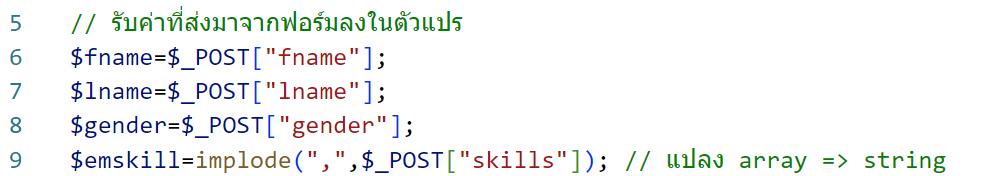 5 // รับค่าที่ส่งมาจากฟอร์มลงในตัวแปร
6 $fname=$_POST["fname"];
7 $lname=$_POST["lname"];
8 $gender=$_POST["gender"];
9 $emskill=implode(",",$_POST["skills"]); // แปลง array => string